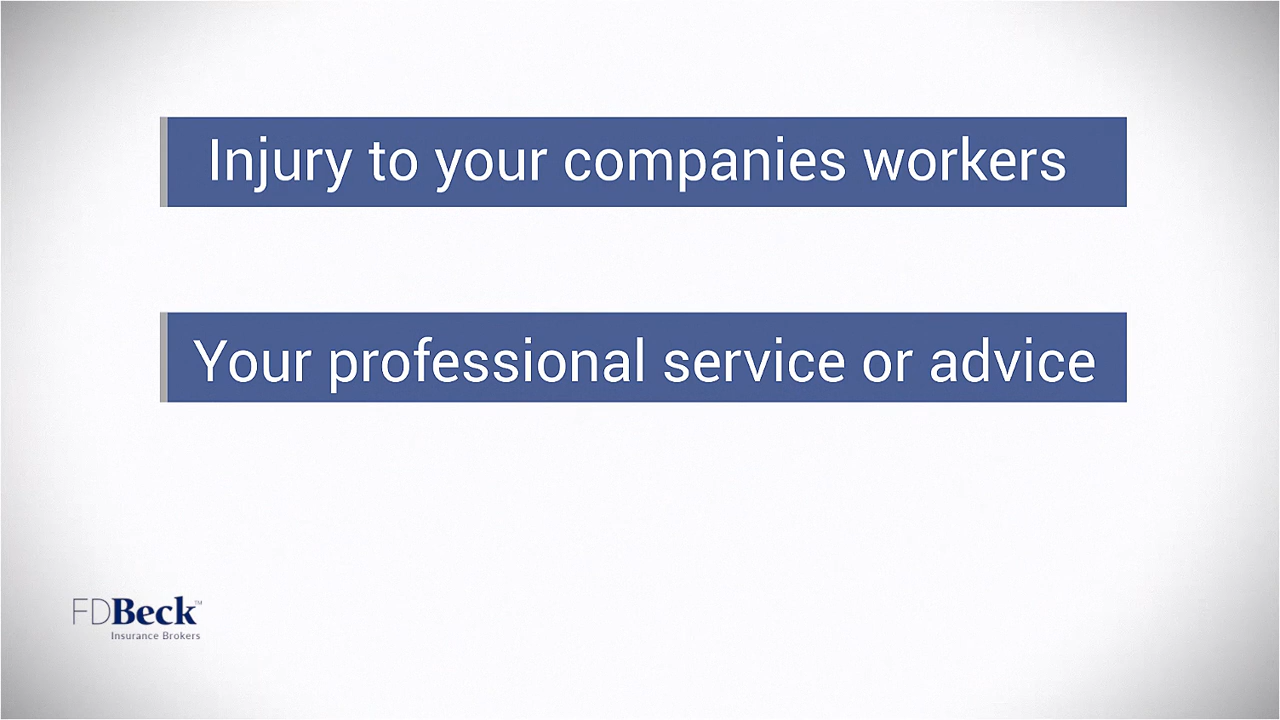 Injury to your companies workers
Your professional service or advice
FDBeck™
Insurance Brokers